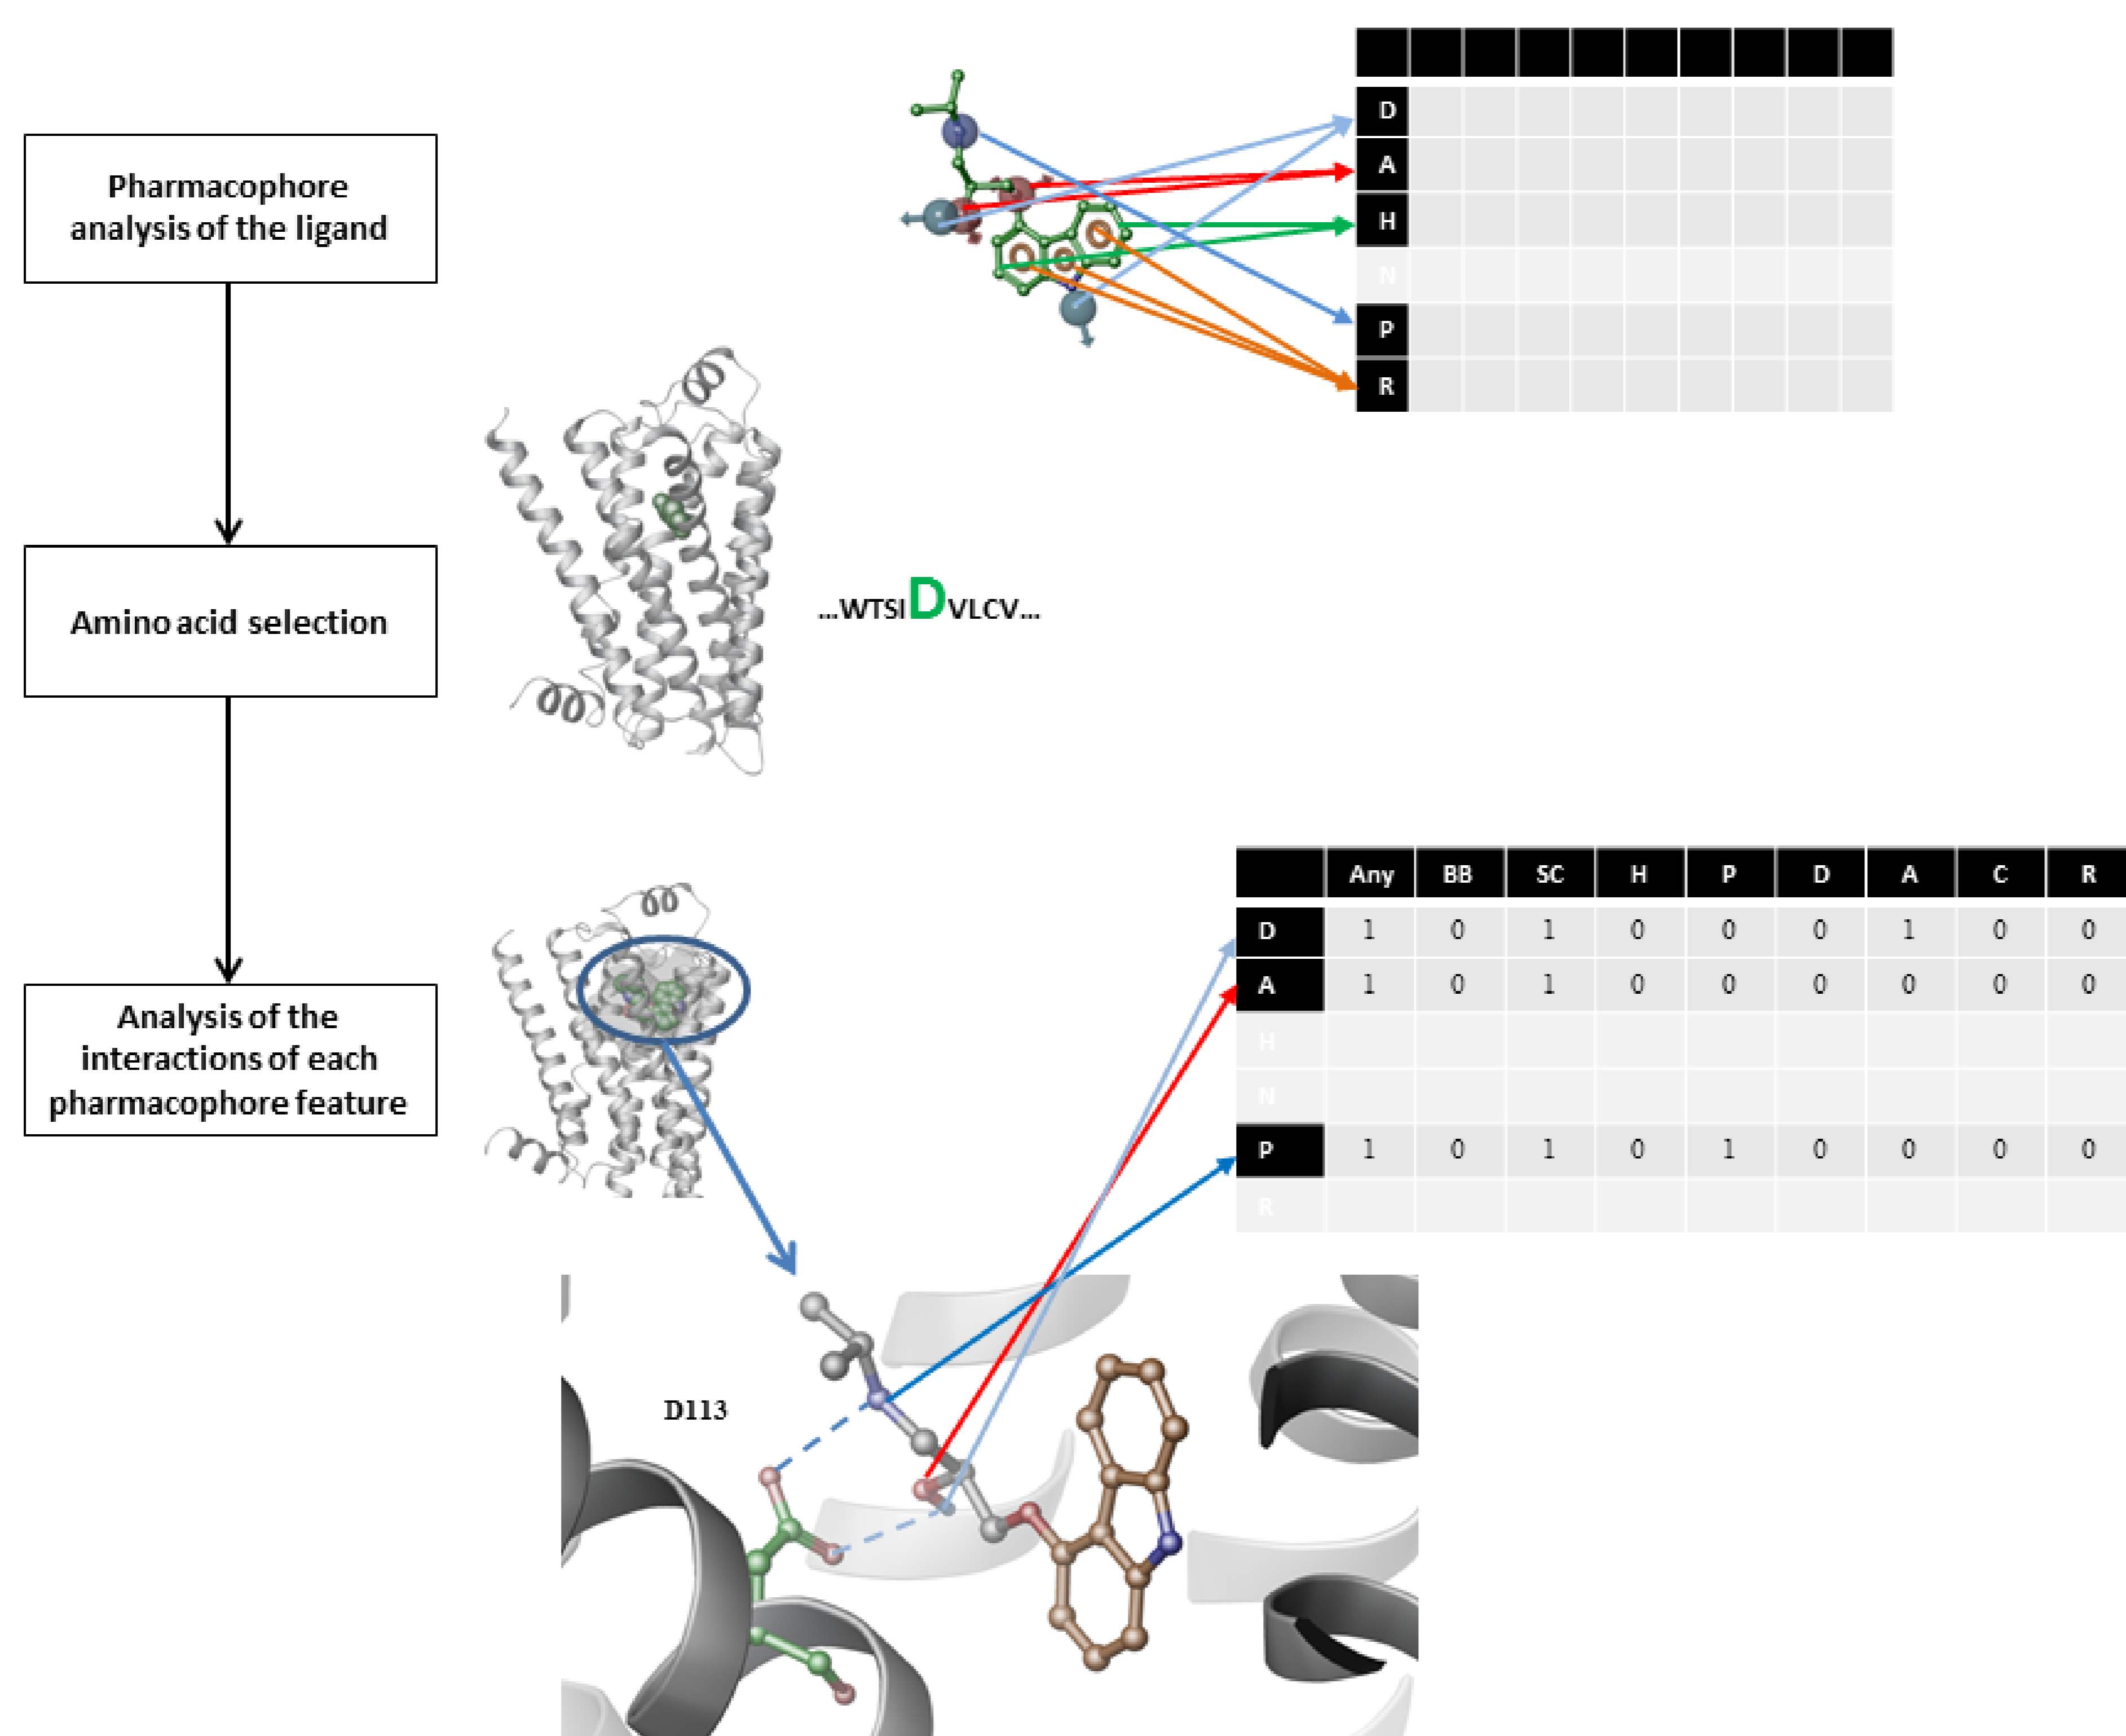 Pharmacophore
analysis of the ligand
D
A
H
N
P
R
Amino acid selection
...WTSIDVLCV...
Analysis of the
interactions of each
pharmacophore feature
Any BB SC H P D A C R
D 1 0 1 0 0 0 1 0 0
A 1 0 1 0 0 0 0 0 0
H
N
P 1 0 1 0 1 0 0 0 0
R
D113